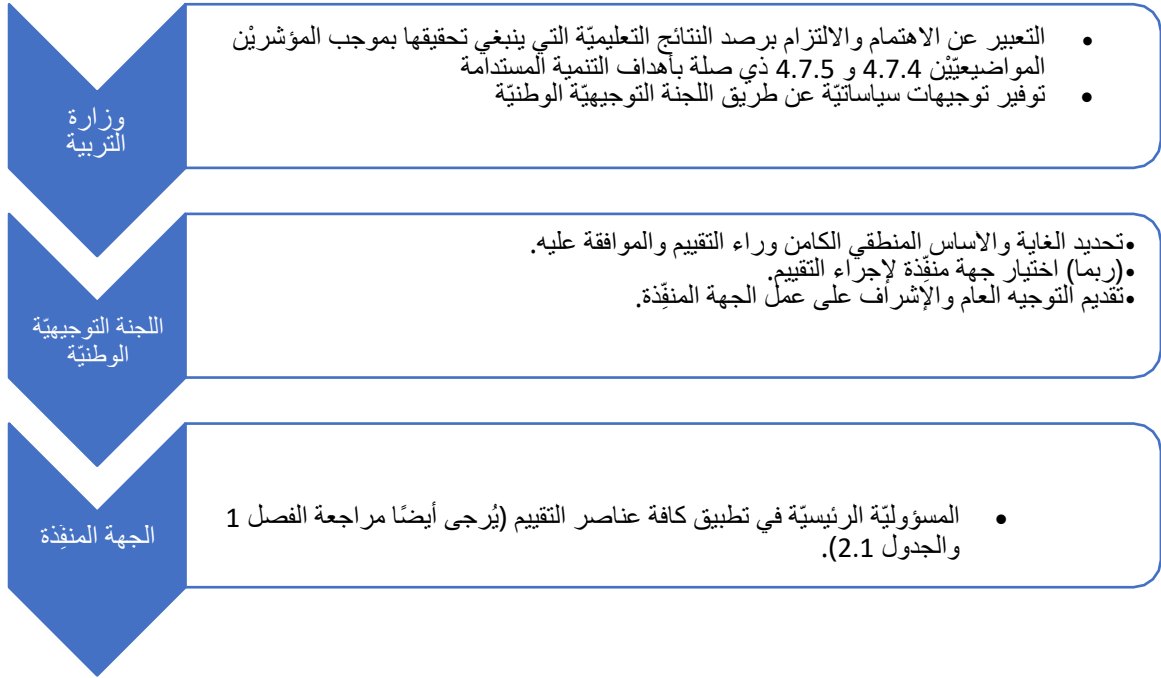 وزارة
التربية
• التعبير عن الاهتمام والالتزام برصد النتائج التعليميّة التي ينبغي تحقيقها بموجب المؤشريْن
المواضيعيّيْن 4.7.4 و 4.7.5 ذي صلة بأهداف التنمية المستدامة
• توفير توجيهات سياساتيّة عن طريق اللجنة التوجيهيّة الوطنيّة
اللجنة التوجيهيّة
الوطنيّة
•تحديد الغاية والاساس المنطقي الكامن وراء التقييم والموافقة عليه.
•(ربما) اختيار جهة منفِّذة لإجراء التقييم.
•تقديم التوجيه العام والإشراف على عمل الجهة المنفِّذة.
الجهة المنفِّذة
• المسؤوليّة الرئيسيّة في تطبيق كافة عناصر التقييم (يُرجى أيضًا مراجعة الفصل 1
والجدول 2.1).